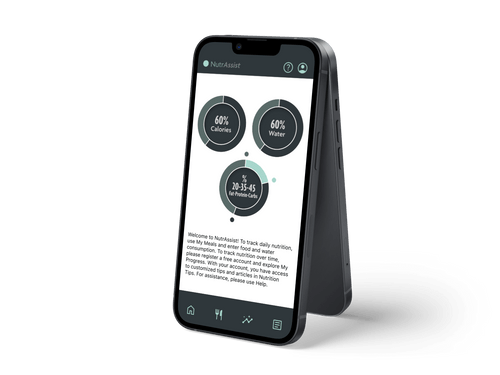 NutrAssist
?
60%
Calories
60%
Water
%
20-35-45
Fat-Protein-Carbs
Welcome to NutrAssist! To track daily nutrition,
use My Meals and enter food and water
consumption. To track nutrition over time,
please register a free account and explore My
Progress. With your account, you have access
to customized tips and articles in Nutrition
Tips. For assistance, please use Help.